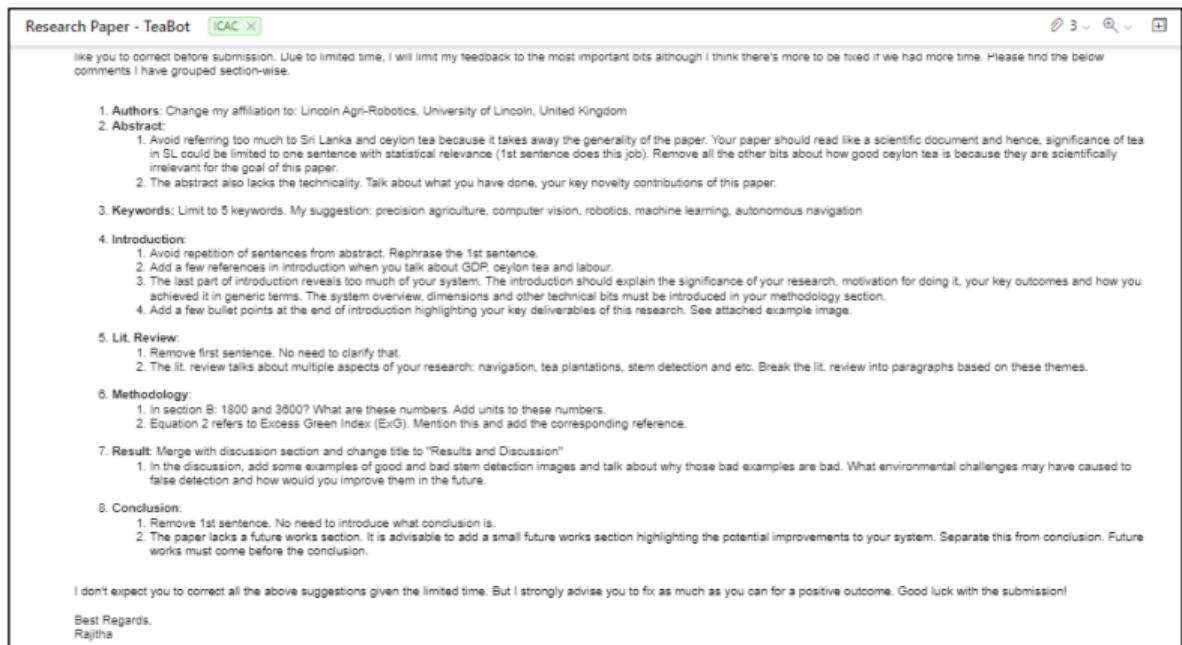 Research Paper - TeaBot ICAC × 3
like you to correct before submission. Due to limited time, I will limit my feedback to the most important bits although I think there's more to be fixed if we had more time. Please find the below
comments I have grouped section-wise.
1. Authors: Change my affiliation to: Lincoln Agri-Robotics, University of Lincoln, United Kingdom
2. Abstract:
1. Avoid referring too much to Sri Lanka and ceylon tea because it takes away the generality of the paper. Your paper should read like a scientific document and hence, significance of tea
in SL could be limited to one sentence with statistical relevance (1st sentence does this job). Remove all the other bits about how good ceylon tea is because they are scientifically
irrelevant for the goal of this paper.
2. The abstract also lacks the technicality. Talk about what you have done, your key novelty contributions of this paper.
3. Keywords: Limit to 5 keywords. My suggestion: precision agriculture, computer vision, robotics, machine learning, autonomous navigation
4. Introduction:
1. Avoid repetition of sentences from abstract. Rephrase the 1st sentence.
2. Add a few references in introduction when you talk about GDP, ceylon tea and labour.
3. The last part of introduction reveals too much of your system. The introduction should explain the significance of your research, motivation for doing it, your key outcomes and how you
achieved it in generic terms. The system overview, dimensions and other technical bits must be introduced in your methodology section.
4. Add a few bullet points at the end of introduction highlighting your key deliverables of this research. See attached example image.
5. Lit. Review:
1. Remove first sentence. No need to clarify that.
2. The lit. review talks about multiple aspects of your research: navigation, tea plantations, stem detection and etc. Break the lit. review into paragraphs based on these themes.
6. Methodology:
1. In section B: 1800 and 3600? What are these numbers. Add units to these numbers.
2. Equation 2 refers to Excess Green Index (ExG). Mention this and add the corresponding reference.
7. Result: Merge with discussion section and change title to "Results and Discussion"
1. In the discussion, add some examples of good and bad stem detection images and talk about why those bad examples are bad. What environmental challenges may have caused to
false detection and how would you improve them in the future.
8. Conclusion:
1. Remove 1st sentence. No need to introduce what conclusion is.
2. The paper lacks a future works section. It is advisable to add a small future works section highlighting the potential improvements to your system. Separate this from conclusion. Future
works must come before the conclusion.
I don't expect you to correct all the above suggestions given the limited time. But I strongly advise you to fix as much as you can for a positive outcome. Good luck with the submission!
Best Regards,
Rajitha